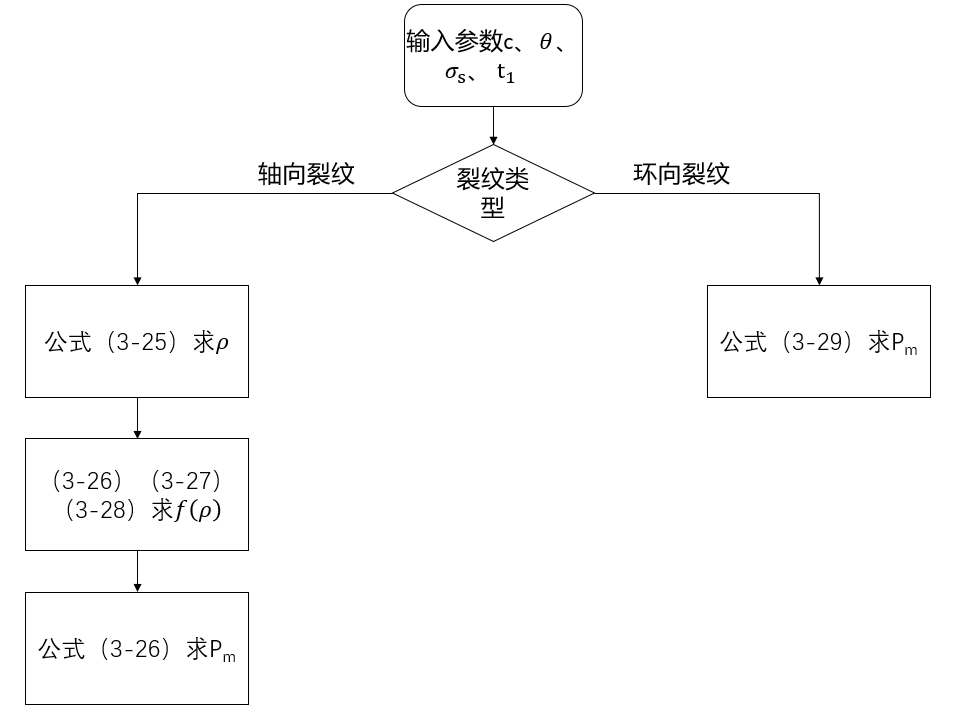 输入参数c、𝜃、
𝜎s、 t1
裂纹类
型
轴向裂纹
环向裂纹
公式（3-25）求𝜌
公式（3-29）求Pm
（3-26）（3-27）
（3-28）求𝑓(𝜌)
公式（3-26）求Pm